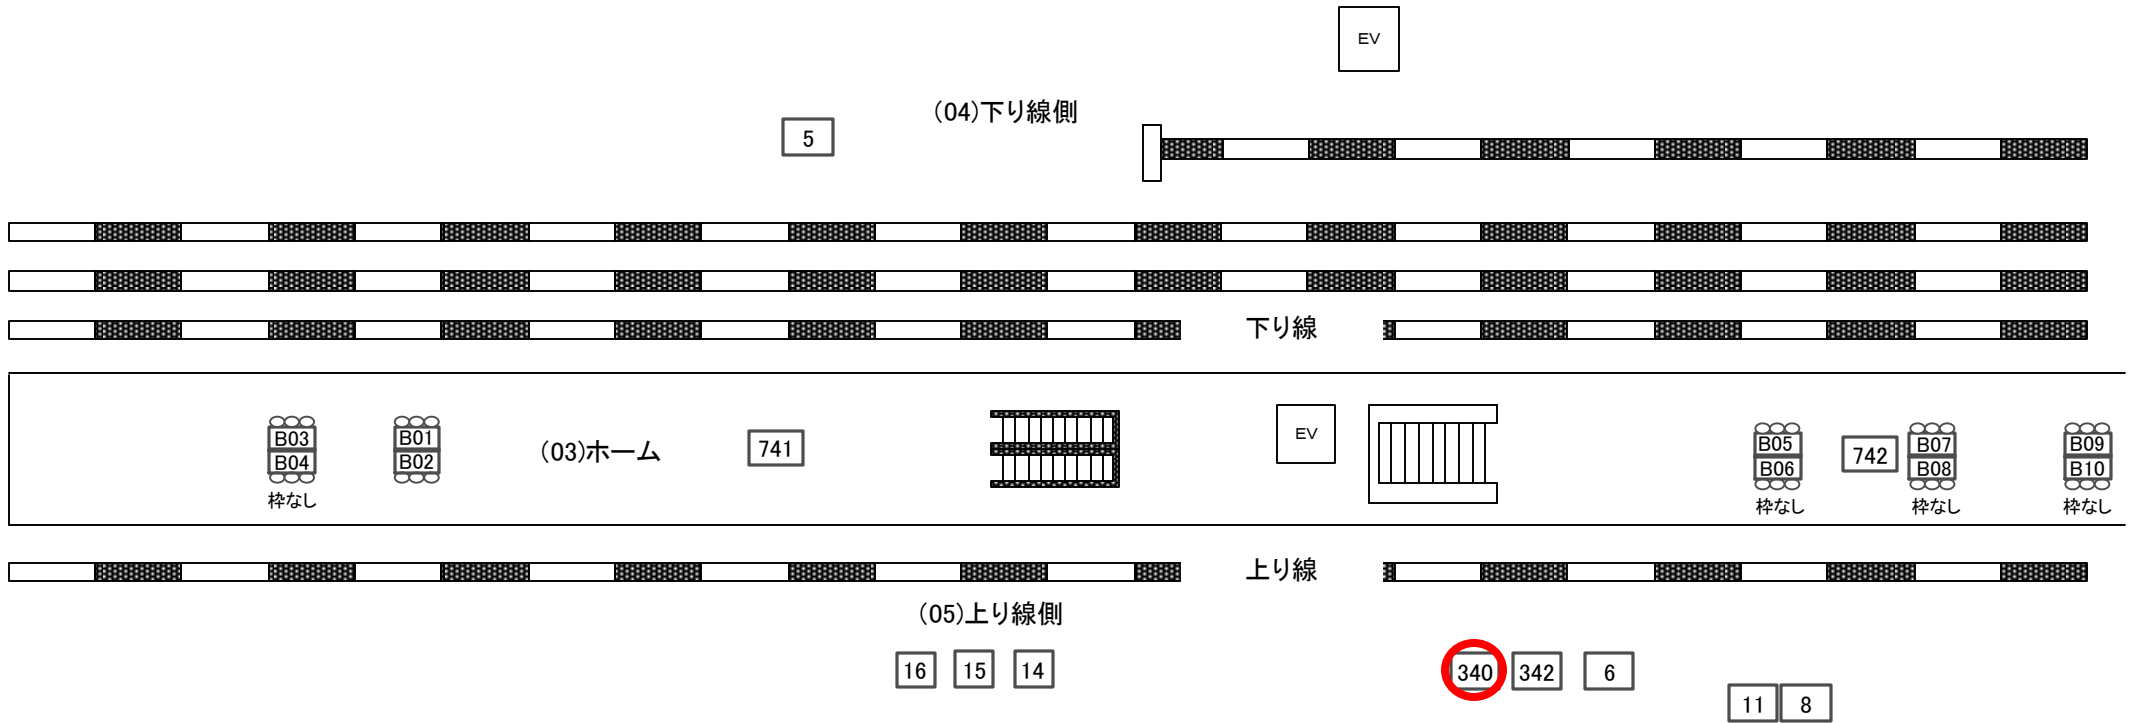 EV
(04)下り線側
5
下り線
B03
B04
枠なし
B01
B02
(03)ホーム
741
EV
B05
B06
枠なし
742
B07
B08
枠なし
B09
B10
枠なし
上り線
(05)上り線側
16 15 14
340 342 6
11 8